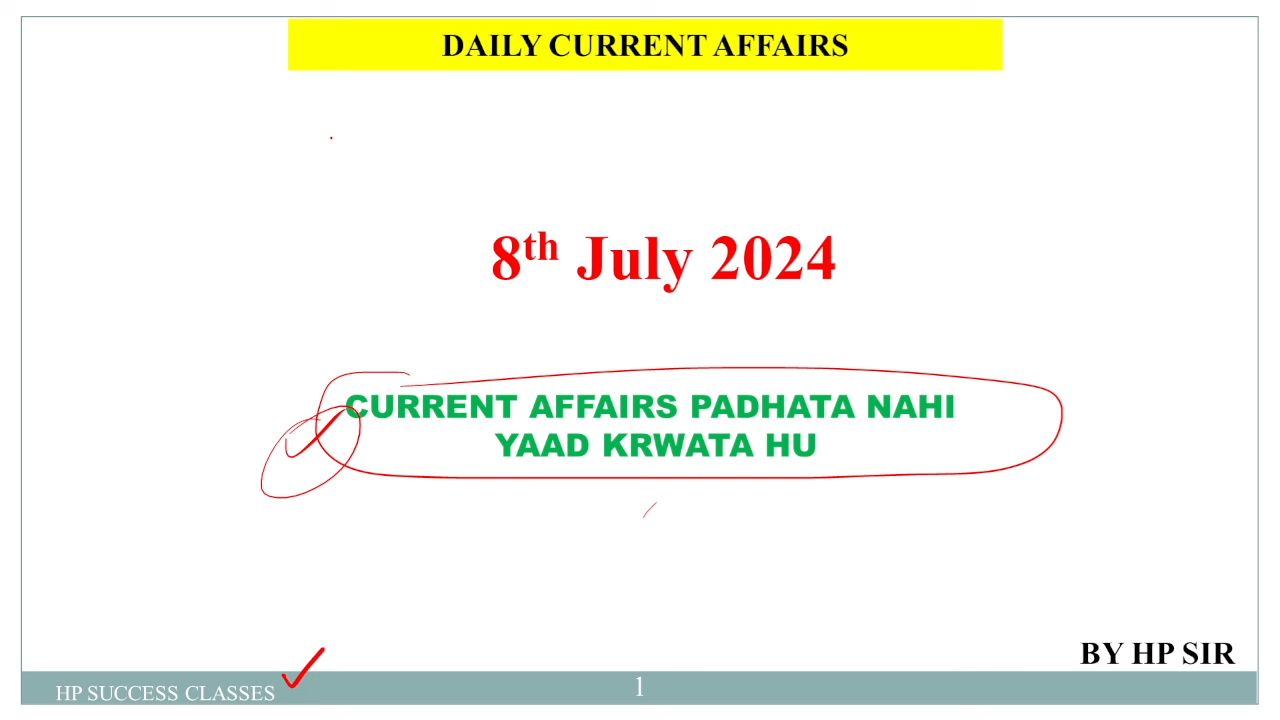 DAILY CURRENT AFFAIRS
8th July 2024
CURRENT AFFAIRS PADHATA NAHI
YAAD KRWATA HU
BY HP SIR
HP SUCCESS CLASSES
1